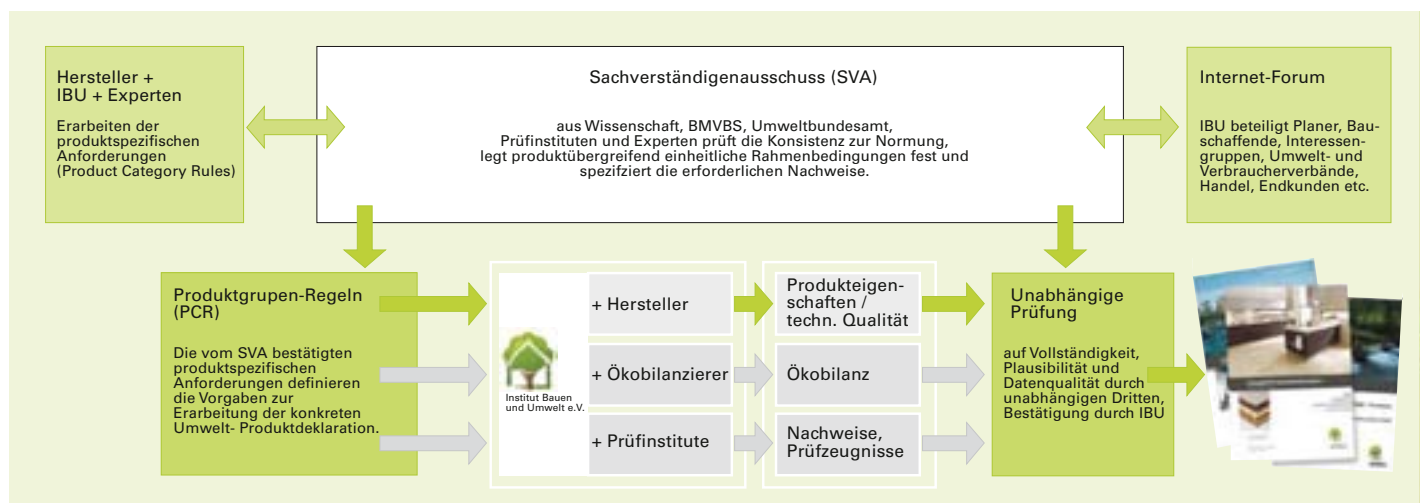 Hersteller +
IBU + Experten
Erarbeiten der
produktspezifischen
Anforderungen
(Product Category Rules)
Sachverständigenausschuss (SVA)
aus Wissenschaft, BMVBS, Umweltbundesamt,
Prüfinstituten und Experten prüft die Konsistenz zur Normung,
legt produktübergreifend einheitliche Rahmenbedingungen fest und
spezifziert die erforderlichen Nachweise.
Internet-Forum
IBU beteiligt Planer, Bau-
schaffende, Interessen-
gruppen, Umwelt- und
Verbraucherverbände,
Handel, Endkunden etc.
Produktgrupen-Regeln
(PCR)
Die vom SVA bestätigten
produktspezifischen
Anforderungen definieren
die Vorgaben zur
Erarbeitung der konkreten
Umwelt- Produktdeklaration.
Institut Bauen
und Umwelt e.V.
+ Hersteller
+ Ökobilanzierer
+ Prüfinstitute
Produkteigen-
schaften /
techn. Qualität
Ökobilanz
Nachweise,
Prüfzeugnisse
Unabhängige
Prüfung
auf Vollständigkeit,
Plausibilität und
Datenqualität durch
unabhängigen Dritten,
Bestätigung durch IBU